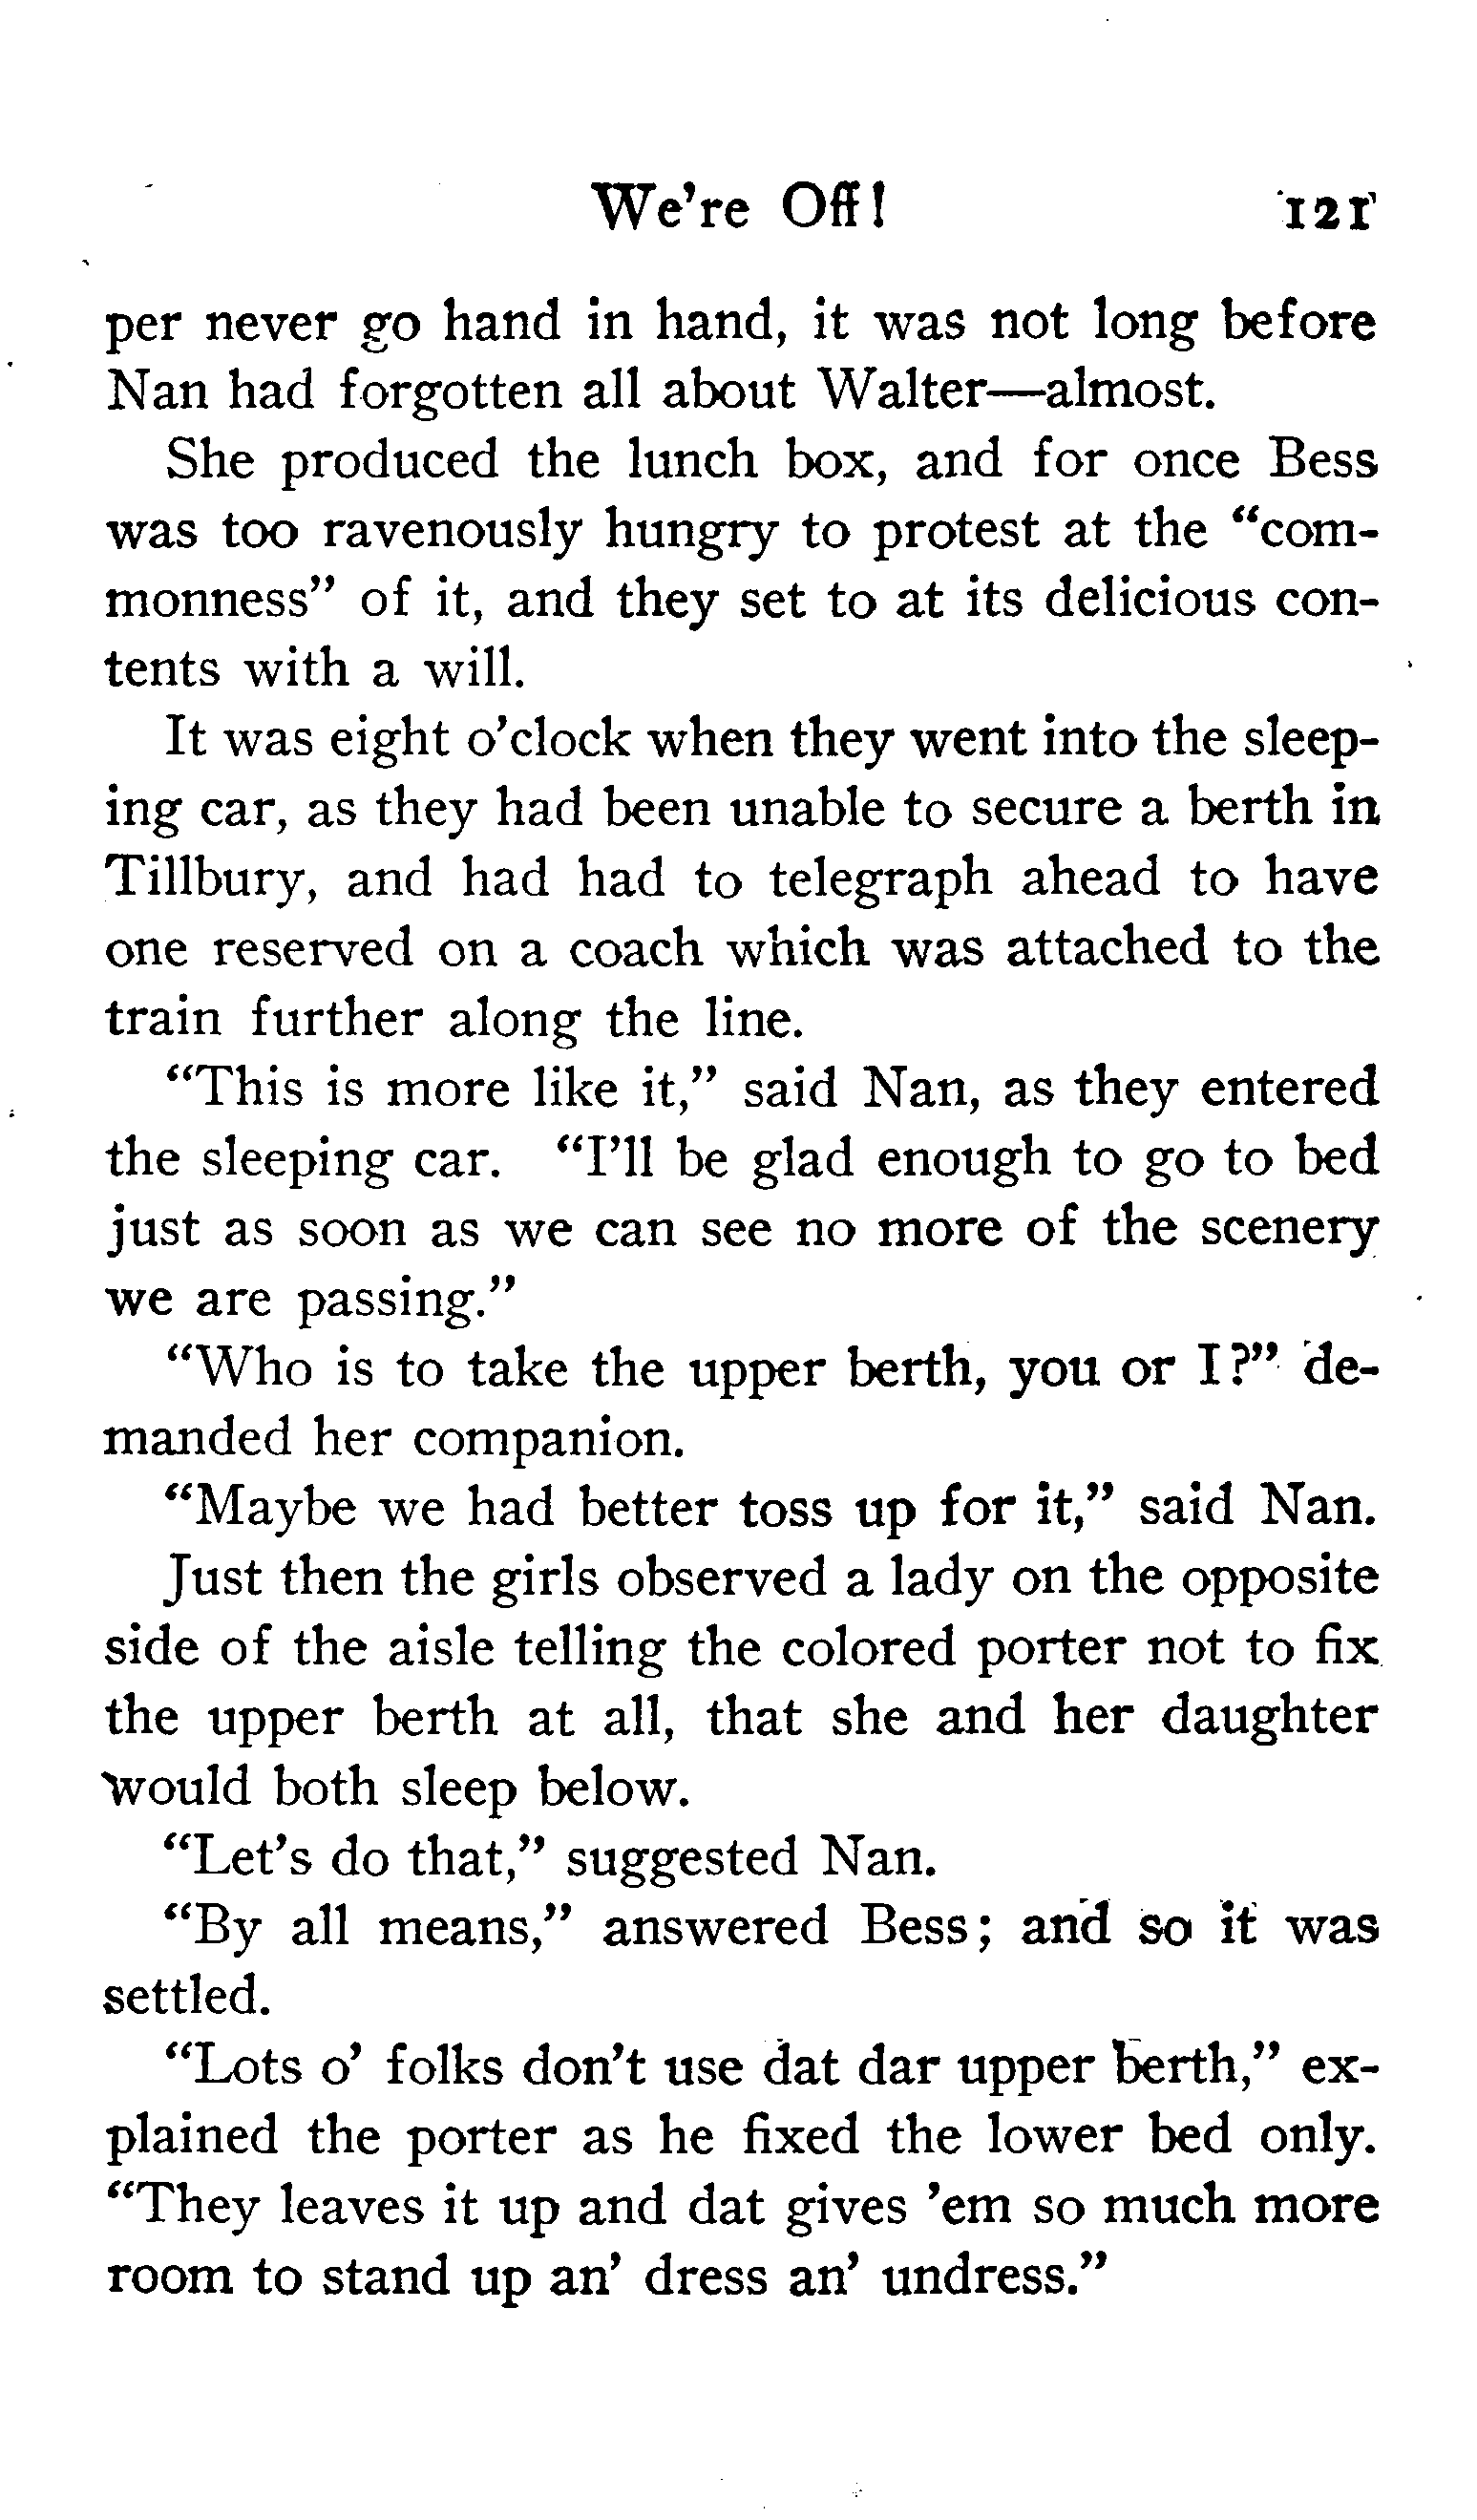 We're Off! 121
per never go hand in hand, it was not long before
Nan had forgotten all about Walter—almost.
She produced the lunch box, and for once Bess
was too ravenously hungry to protest at the "com-
monness" of it, and they set to at its delicious con-
tents with a will.
It was eight o'clock when they went into the sleep-
ing car, as they had been unable to secure a berth in
Tillbury, and had had to telegraph ahead to have
one reserved on a coach which was attached to the
train further along the line.
"This is more like it," said Nan, as they entered
the sleeping car. "I'll be glad enough to go to bed
just as soon as we can see no more of the scenery
we are passing."
"Who is to take the upper berth, you or I?" de-
manded her companion.
"Maybe we had better toss up for it," said Nan.
Just then the girls observed a lady on the opposite
side of the aisle telling the colored porter not to fix
the upper berth at all, that she and her daughter
would both sleep below.
"Let's do that," suggested Nan.
"By all means," answered Bess; and so it was
settled.
"Lots o' folks don't use dat dar upper berth," ex-
plained the porter as he fixed the lower bed only.
"They leaves it up and dat gives 'em so much more
room to stand up an' dress an' undress."